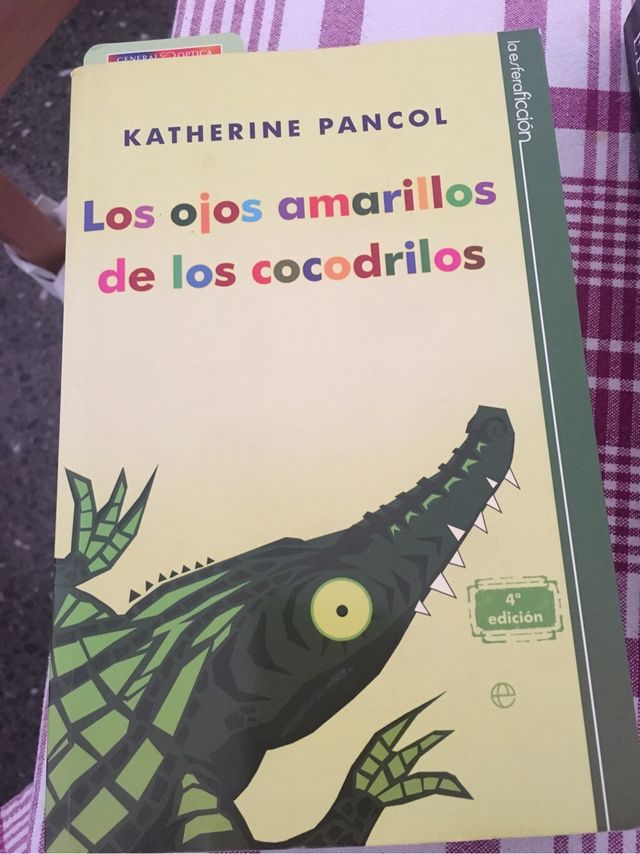 GENERAL OPTICA
laesferaficción
KATHERINE PANCOL
Los ojos amarillos
de los cocodrilos
4ª
edición
e